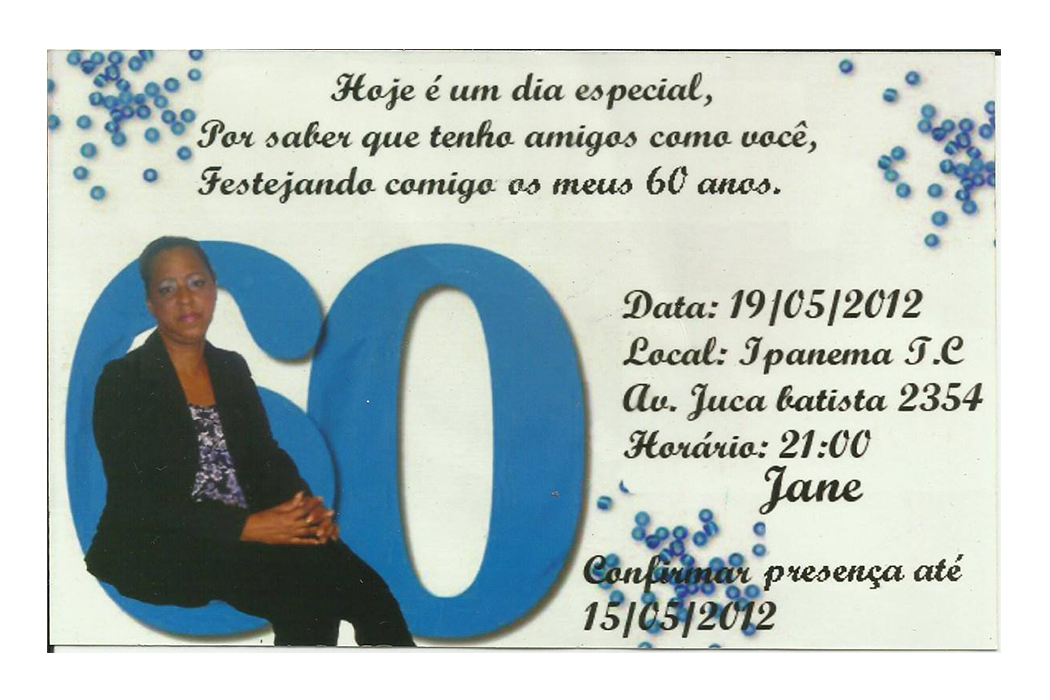 Hoje é um dia especial,
Por saber que tenho amigos como você,
Festejando comigo os meus 60 anos.
60
Data: 19/05/2012
Local: Ipanema T.C
Av. Juca batista 2354
Horário: 21:00
Jane
Confirmar presença até
15/05/2012